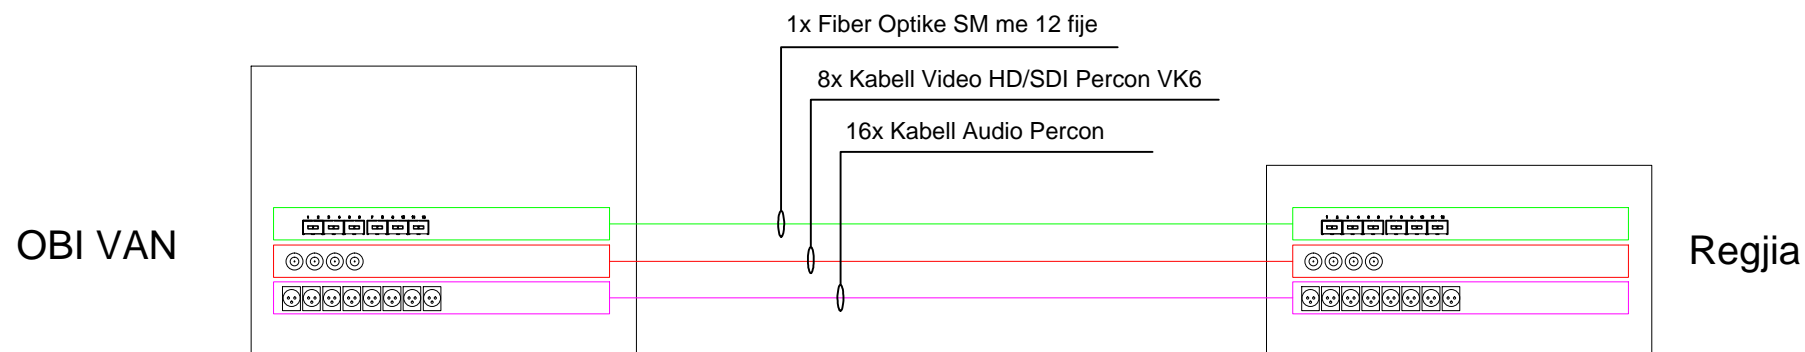 1x Fiber Optike SM me 12 fije
8x Kabell Video HD/SDI Percon VK6
16x Kabell Audio Percon
OBI VAN
Regjia